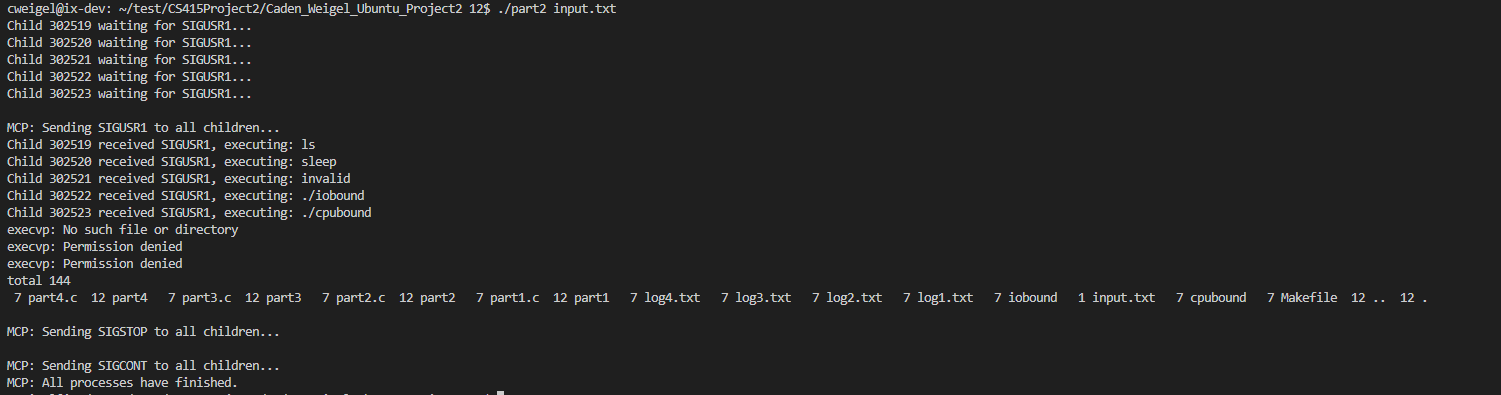 cweigel@ix-dev: ~/test/CS415Project2/Caden_Weigel_Ubuntu_Project2 12$ ./part2 input.txt
Child 302519 waiting for SIGUSR1...
Child 302520 waiting for SIGUSR1...
Child 302521 waiting for SIGUSR1...
Child 302522 waiting for SIGUSR1...
Child 302523 waiting for SIGUSR1...
MCP: Sending SIGUSR1 to all children...
Child 302519 received SIGUSR1, executing: ls
Child 302520 received SIGUSR1, executing: sleep
Child 302521 received SIGUSR1, executing: invalid
Child 302522 received SIGUSR1, executing: ./iobound
Child 302523 received SIGUSR1, executing: ./cpubound
execvp: No such file or directory
execvp: Permission denied
execvp: Permission denied
total 144
7 part4.c 12 part4 7 part3.c 12 part3 7 part2.c 12 part2 7 part1.c 12 part1 7 log4.txt 7 log3.txt 7 log2.txt 7 log1.txt 7 iobound 1 input.txt 7 cpubound 7 Makefile 12 .. 12 .
MCP: Sending SIGSTOP to all children...
MCP: Sending SIGCONT to all children...
MCP: All processes have finished.